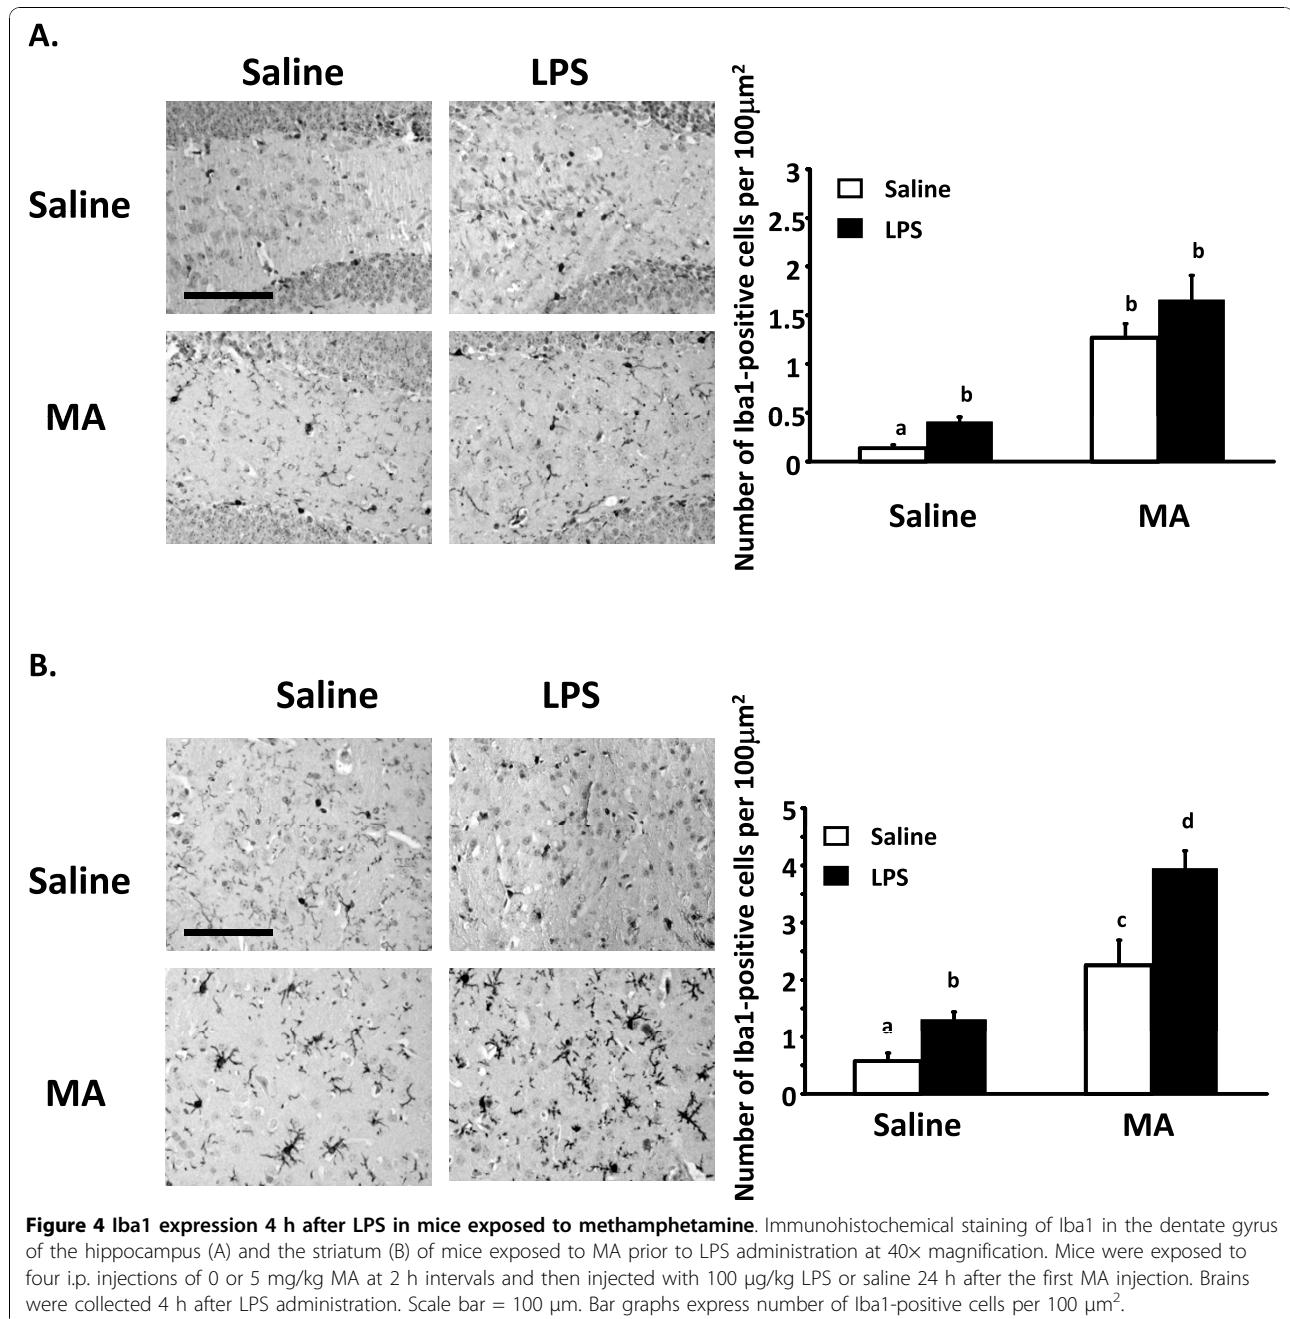 A.
Saline LPS
Saline
MA
Number of Iba1-positive cells per 100µm²
3
2.5
2
1.5
1
0.5
0
Saline
LPS
a
b
b
b
Saline MA
B.
Saline LPS
Saline
MA
Number of Iba1-positive cells per 100µm²
5
4
3
2
1
0
Saline
LPS
a
b
c
d
Saline MA
Figure 4 Iba1 expression 4 h after LPS in mice exposed to methamphetamine. Immunohistochemical staining of Iba1 in the dentate gyrus
of the hippocampus (A) and the striatum (B) of mice exposed to MA prior to LPS administration at 40× magnification. Mice were exposed to
four i.p. injections of 0 or 5 mg/kg MA at 2 h intervals and then injected with 100 μg/kg LPS or saline 24 h after the first MA injection. Brains
were collected 4 h after LPS administration. Scale bar = 100 μm. Bar graphs express number of Iba1-positive cells per 100 μm².